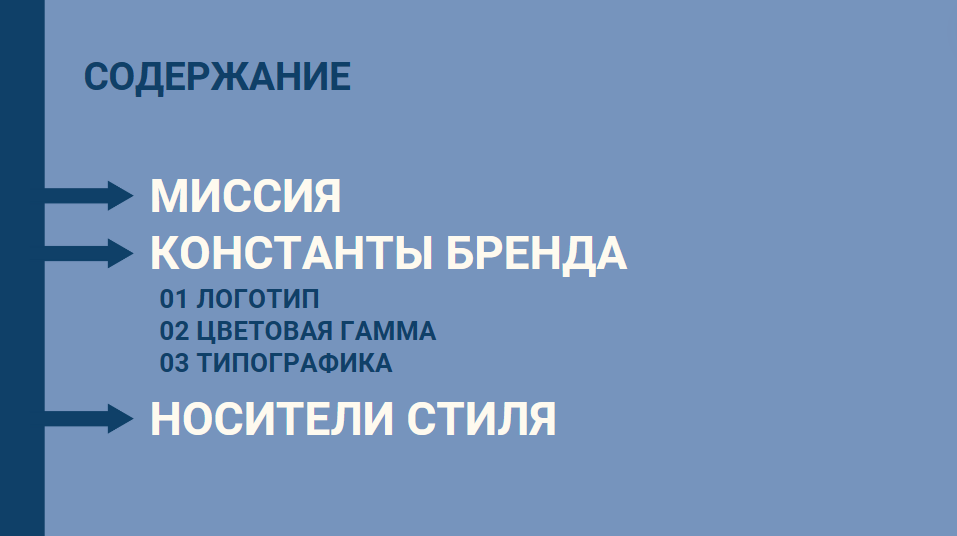 СОДЕРЖАНИЕ
МИССИЯ
КОНСТАНТЫ БРЕНДА
01 ЛОГОТИП
02 ЦВЕТОВАЯ ГАММА
03 ТИПОГРАФИКА
НОСИТЕЛИ СТИЛЯ